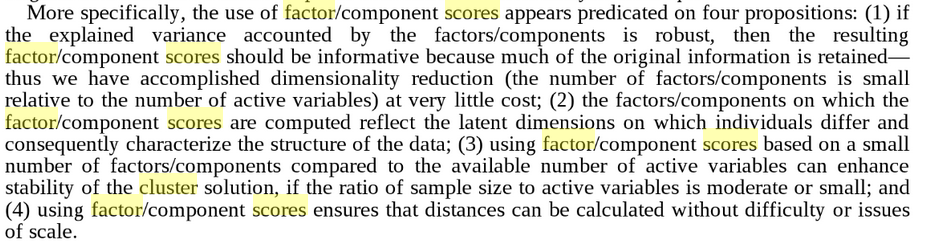 More specifically, the use of factor/component scores appears predicated on four propositions: (1) if
the explained variance accounted by the factors/components is robust, then the resulting
factor/component scores should be informative because much of the original information is retained—
thus we have accomplished dimensionality reduction (the number of factors/components is small
relative to the number of active variables) at very little cost; (2) the factors/components on which the
factor/component scores are computed reflect the latent dimensions on which individuals differ and
consequently characterize the structure of the data; (3) using factor/component scores based on a small
number of factors/components compared to the available number of active variables can enhance
stability of the cluster solution, if the ratio of sample size to active variables is moderate or small; and
(4) using factor/component scores ensures that distances can be calculated without difficulty or issues
of scale.